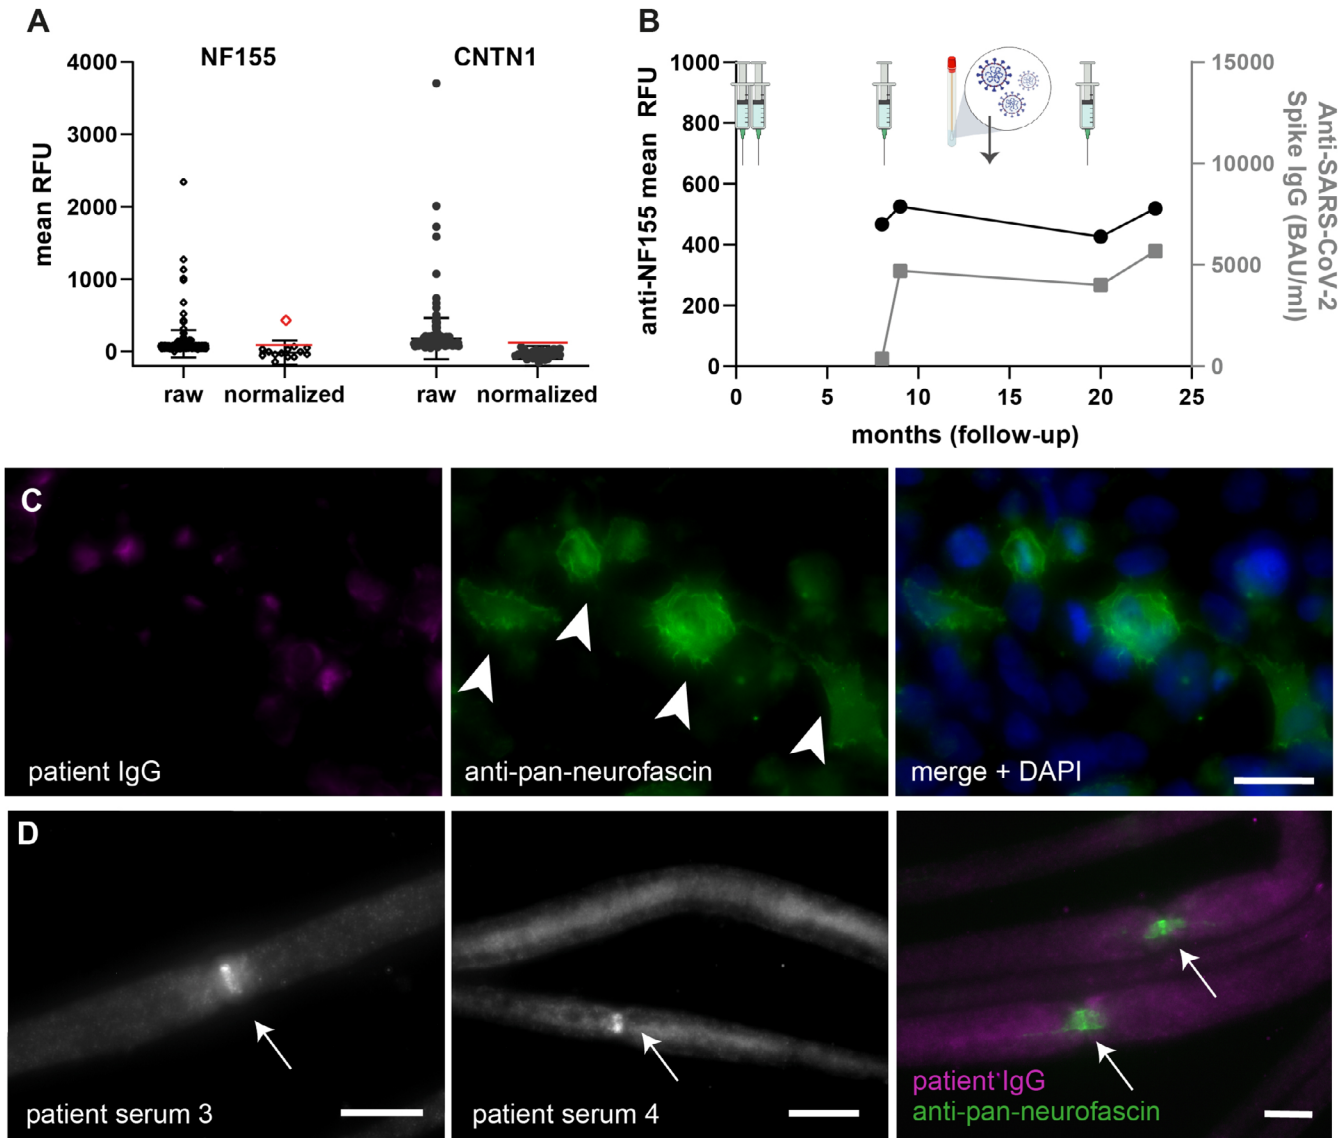 A
B
NF155
CNTN1
4000
3000
2000
1000
0
mean RFU
raw
normalized
raw
normalized
1000
800
600
400
200
0
anti-NF155 mean RFU
15000
10000
5000
0
Anti-SARS-CoV-2
Spike IgG (BAU/ml)
0
5
10
15
20
25
months (follow-up)
C
patient IgG
anti-pan-neurofascin
merge + DAPI
D
patient serum 3
patient serum 4
patient IgG
anti-pan-neurofascin